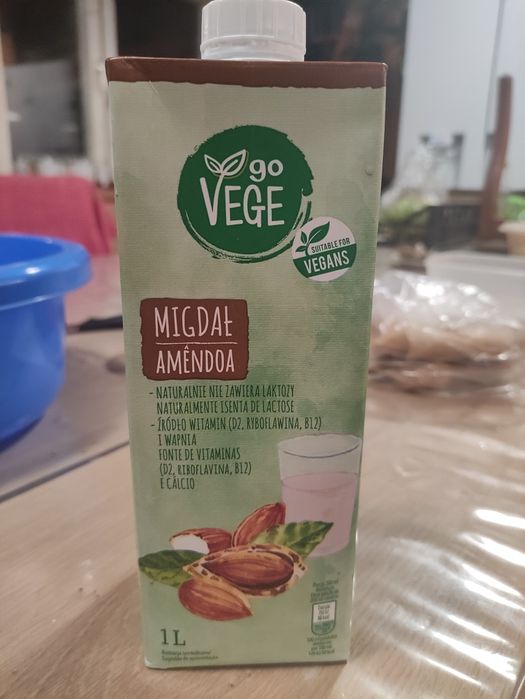 go
VEGE
SUITABLE FOR
VEGANS
MIGDAŁ
AMÊNDOA
- NATURALNIE NIE ZAWIERA LAKTOZY
NATURALMENTE ISENTA DE LACTOSE
- ŹRÓDŁO WITAMIN (D2, RYBOFLAWINA, B12)
I WAPNIA
FONTE DE VITAMINAS
(D2, RIBOFLAVINA, B12)
E CÁLCIO
1 L